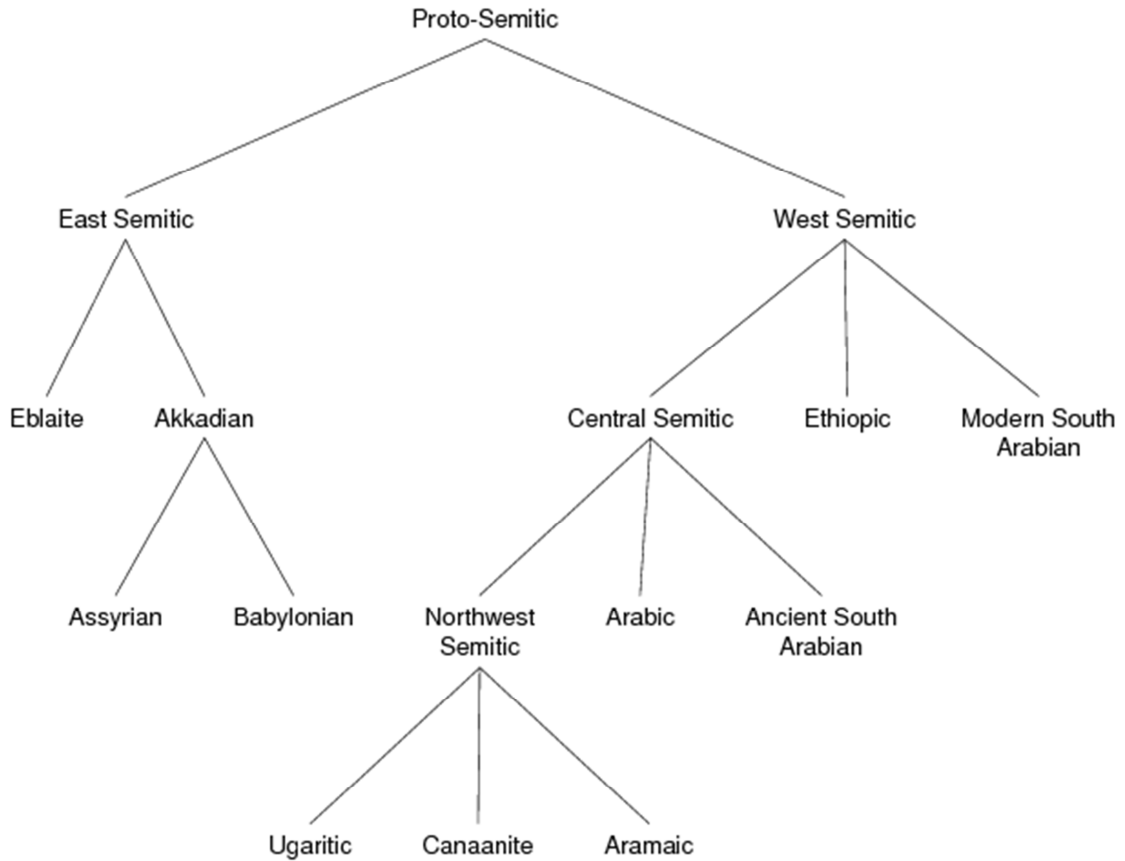 Proto-Semitic
East Semitic
West Semitic
Eblaite
Akkadian
Central Semitic
Ethiopic
Modern South
Arabian
Assyrian
Babylonian
Northwest
Semitic
Arabic
Ancient South
Arabian
Ugaritic
Canaanite
Aramaic